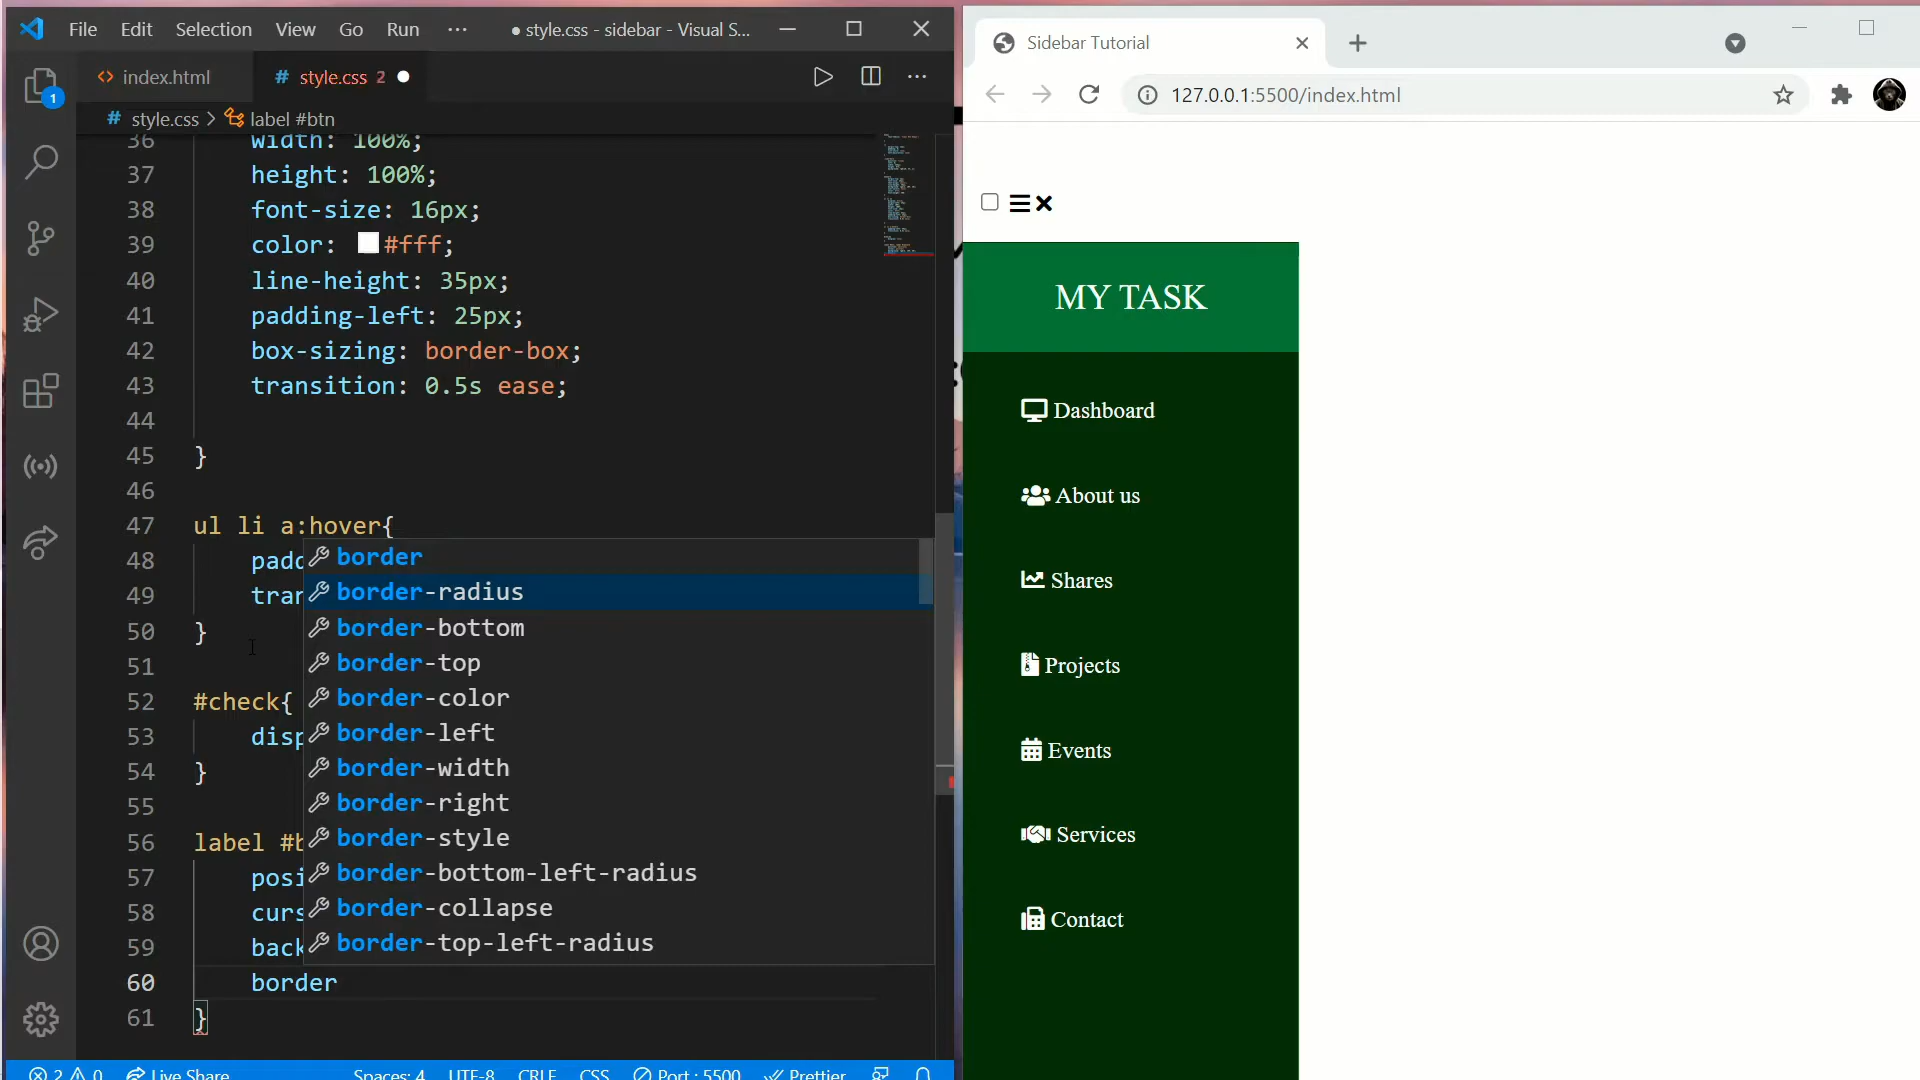 File Edit Selection View Go Run ··· ● style.css - sidebar - Visual S...
index.html
# style.css 2
# style.css > label #btn
1
36 width: 100%;
37 height: 100%;
38 font-size: 16px;
39 color: #fff;
40 line-height: 35px;
41 padding-left: 25px;
42 box-sizing: border-box;
43 transition: 0.5s ease;
44
45 }
46
47 ul li a:hover{
48 padd
49 tran
50 }
51
52 #check{
53 disp
54 }
55
56 label #b
57 posi
58 curs
59 back
60 border
61 }
border
border-radius
border-bottom
border-top
border-color
border-left
border-width
border-right
border-style
border-bottom-left-radius
border-collapse
border-top-left-radius
2 0 Live Share Spaces: 4 UTF-8 CRLF CSS Port : 5500 Prettier
Sidebar Tutorial
127.0.0.1:5500/index.html
MY TASK
Dashboard
About us
Shares
Projects
Events
Services
Contact